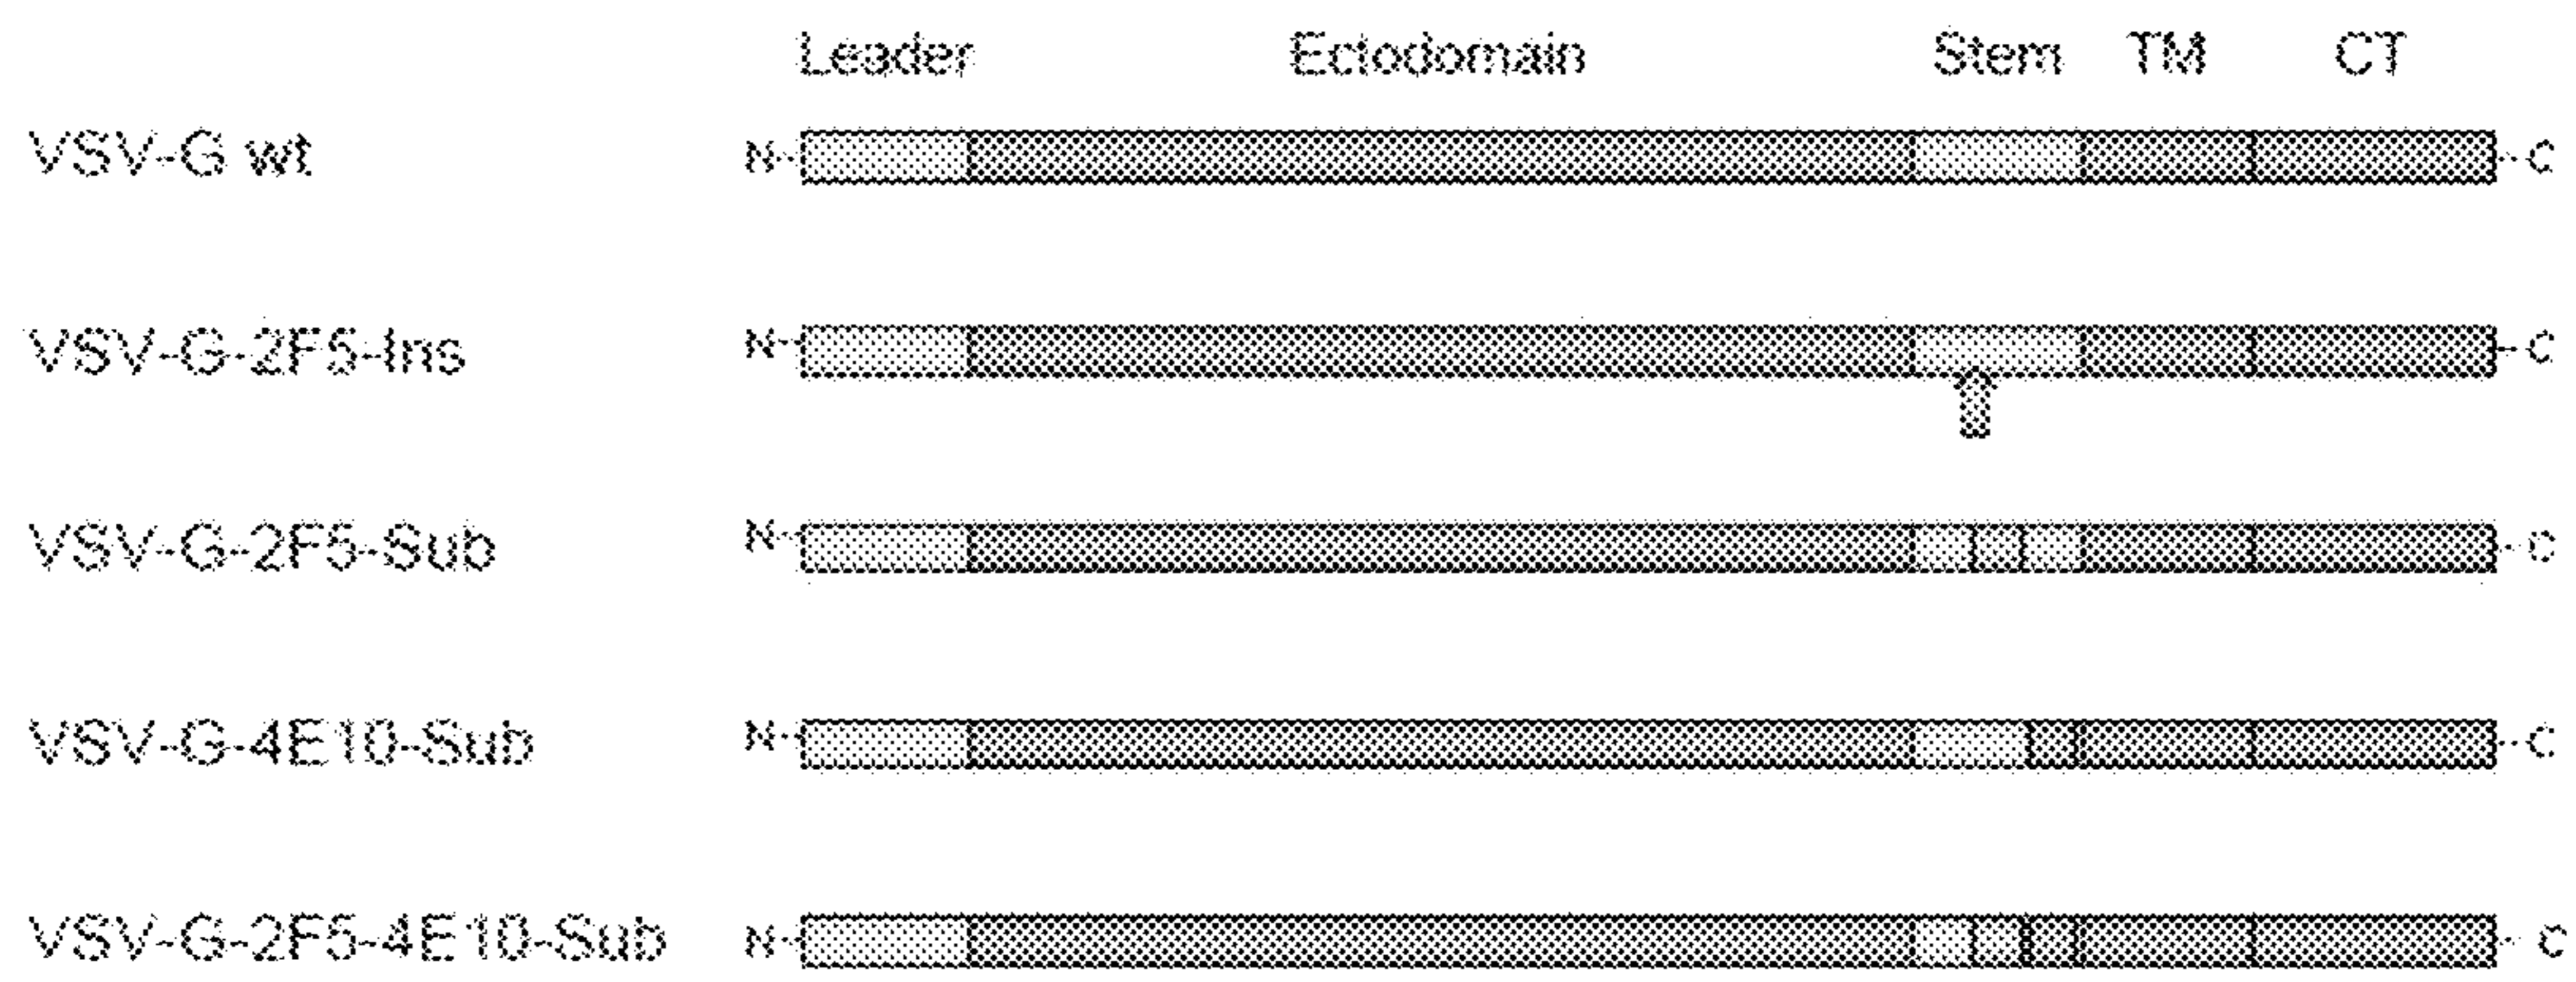 Leader Ectodomain Stem TM CT
VSV-G wt N C
VSV-G-2F5-Ins N C
VSV-G-2F5-Sub N C
VSV-G-4E10-Sub N C
VSV-G-2F5-4E10-Sub N C